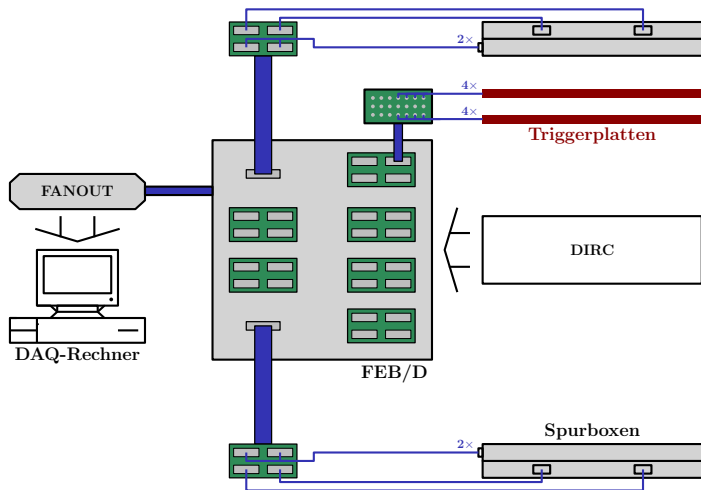 2×
4×
4×
Triggerplatten
FANOUT
DIRC
DAQ-Rechner
FEB/D
Spurboxen
2×